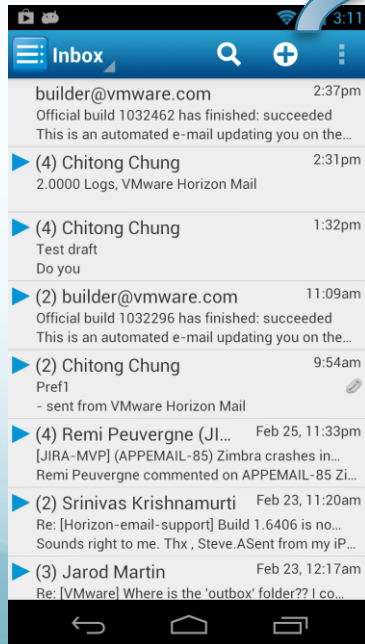 3:11
Inbox
builder@vmware.com 2:37pm
Official build 1032462 has finished: succeeded
This is an automated e-mail updating you on the...
(4) Chitong Chung 2:31pm
2.0000 Logs, VMware Horizon Mail
(4) Chitong Chung 1:32pm
Test draft
Do you
(2) builder@vmware.com 11:09am
Official build 1032296 has finished: succeeded
This is an automated e-mail updating you on the...
(2) Chitong Chung 9:54am
Pref1
- sent from VMware Horizon Mail
(4) Remi Peuvergne (JI... Feb 25, 11:33pm
[JIRA-MVP] (APPEMAIL-85) Zimbra crashes in...
Remi Peuvergne commented on APPEMAIL-85 Zi...
(2) Srinivas Krishnamurti Feb 23, 11:20am
Re: [Horizon-email-support] Build 1.6406 is no...
Sounds right to me. Thx , Steve.ASent from my iP...
(3) Jarod Martin Feb 23, 12:17am
Re: [VMware] Where is the 'outbox' folder?? I co...